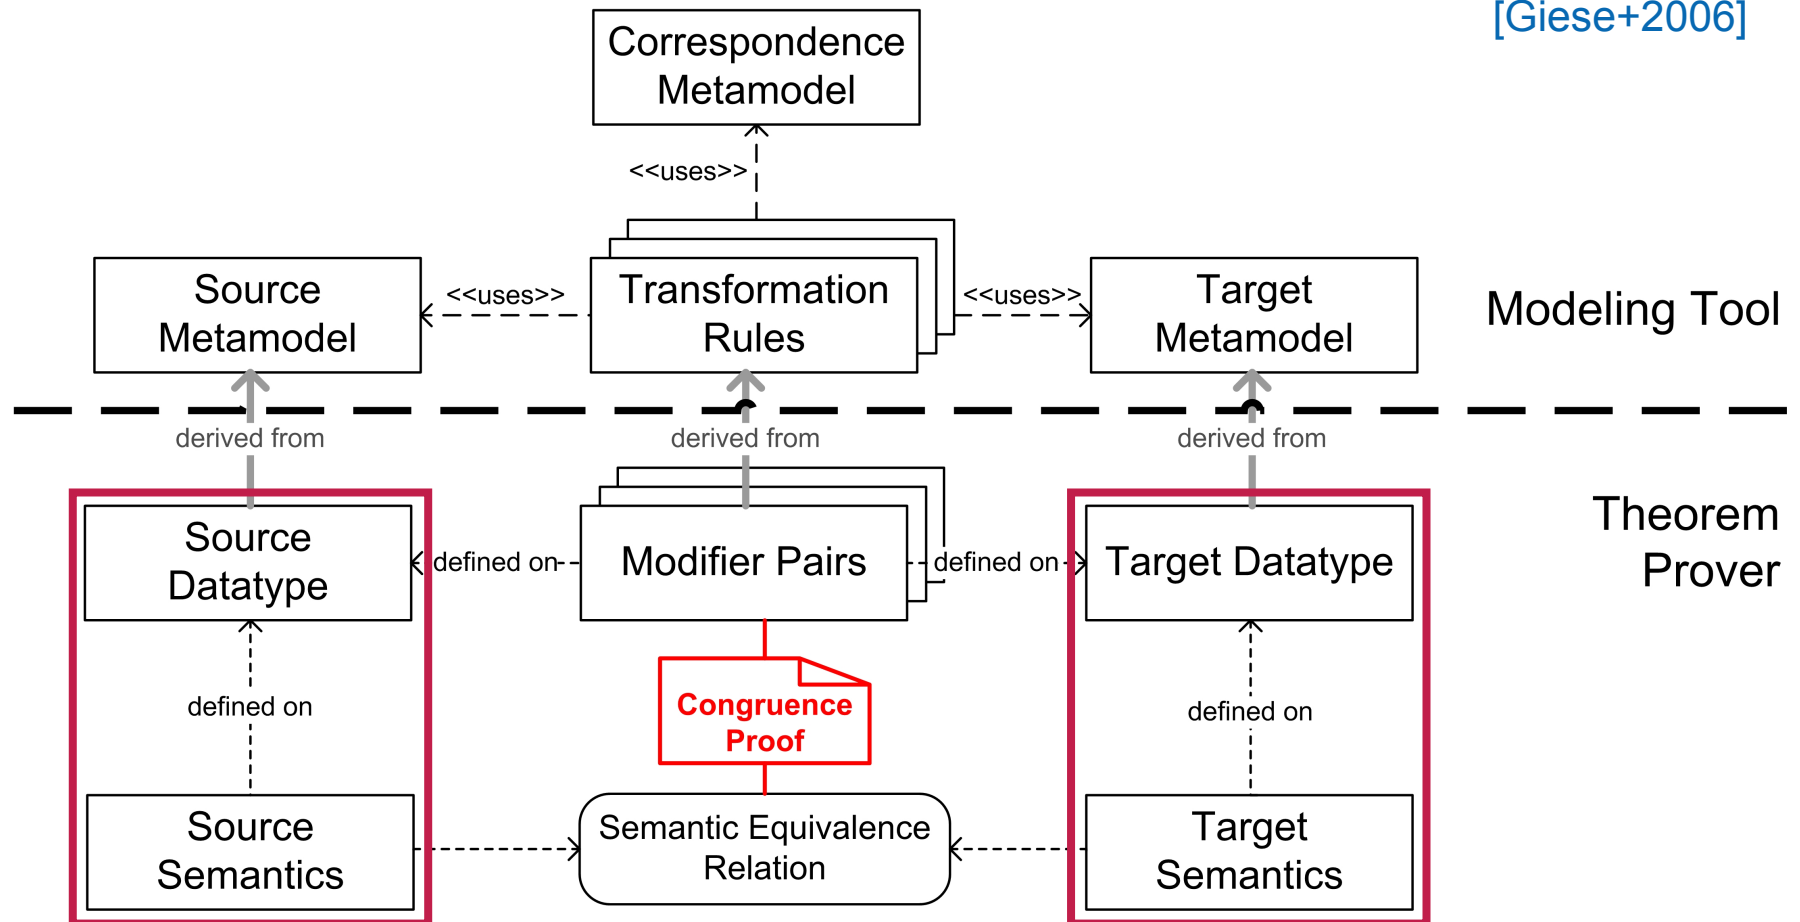 [Giese+2006]
Correspondence
Metamodel
<<uses>>
Source
Metamodel
<<uses>>
Transformation
Rules
<<uses>>
Target
Metamodel
Modeling Tool
derived from
derived from
derived from
Source
Datatype
defined on
Modifier Pairs
defined on
Target Datatype
Theorem
Prover
defined on
Congruence
Proof
defined on
Source
Semantics
Semantic Equivalence
Relation
Target
Semantics